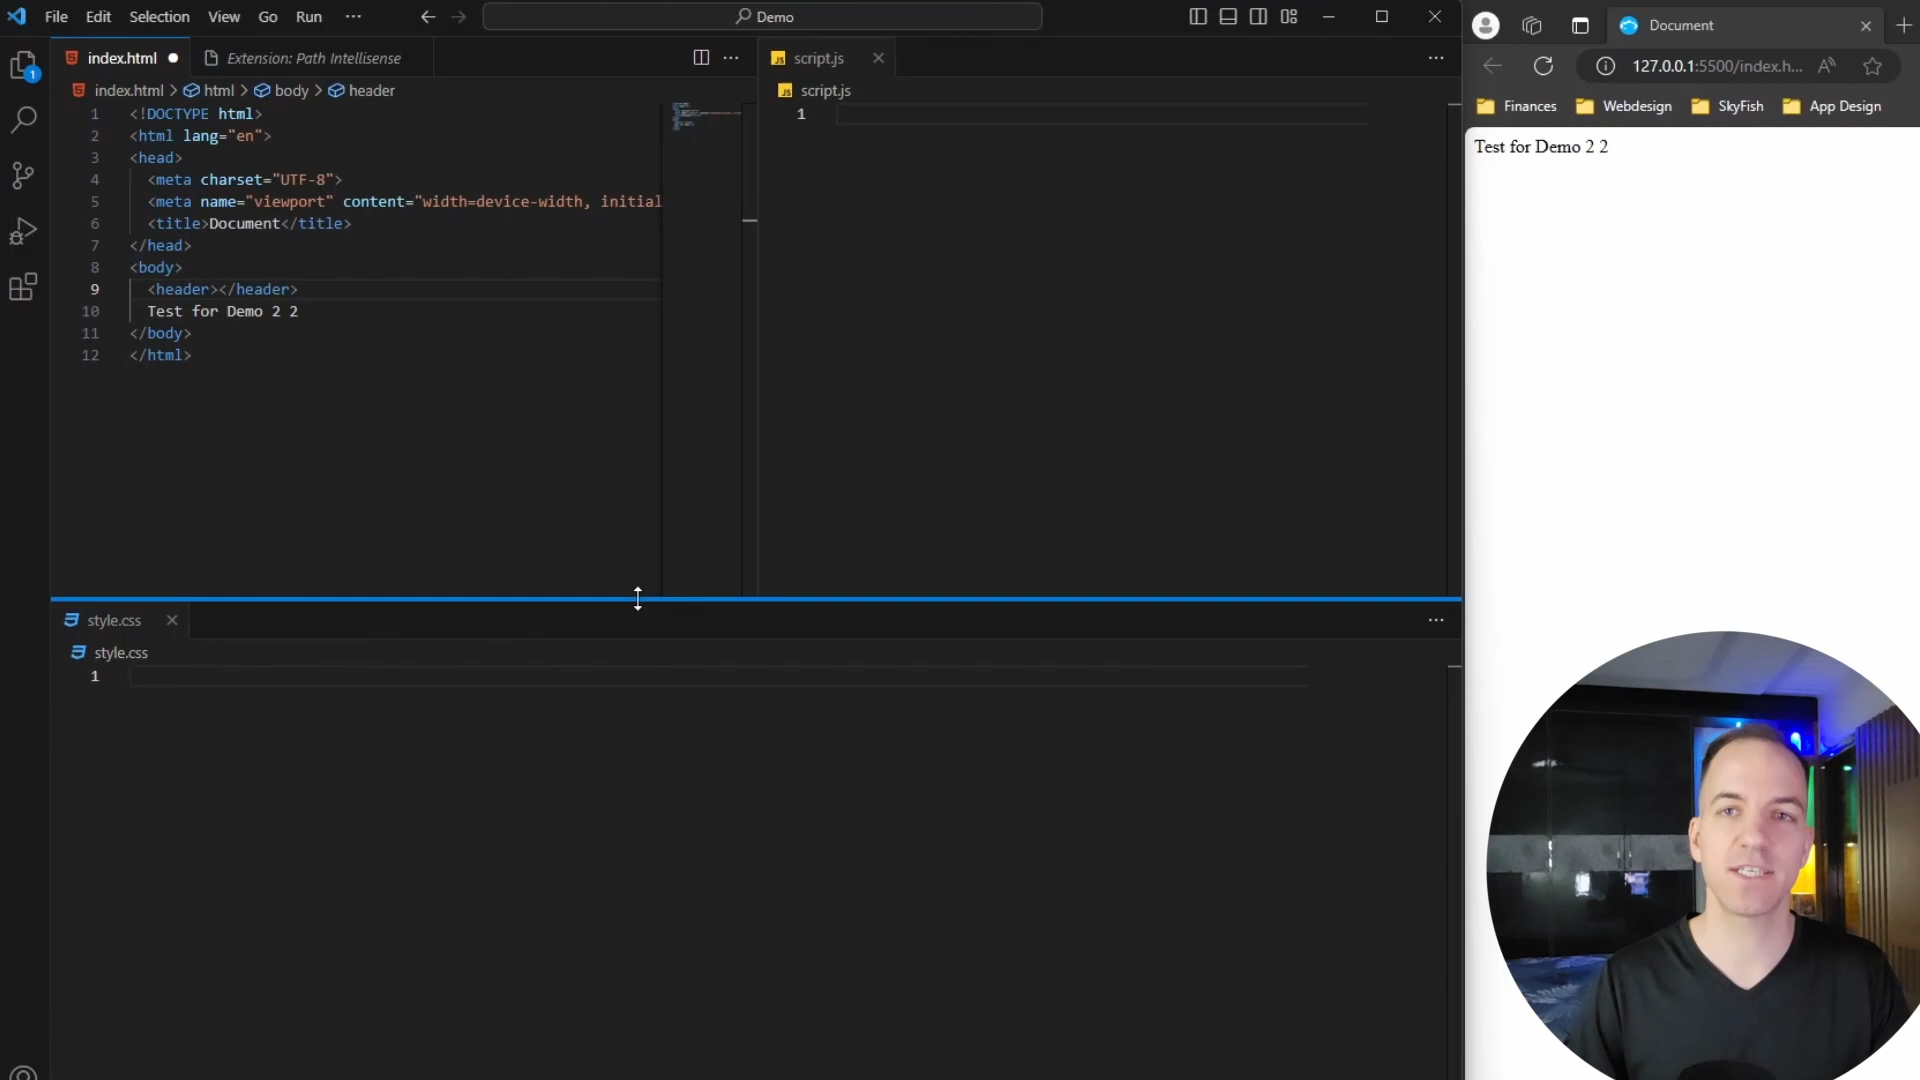 File Edit Selection View Go Run ··· Demo
index.html Extension: Path Intellisense ···
index.html > html > body > header
1 <!DOCTYPE html>
2 <html lang="en">
3 <head>
4 <meta charset="UTF-8">
5 <meta name="viewport" content="width=device-width, initial
6 <title>Document</title>
7 </head>
8 <body>
9 <header></header>
10 Test for Demo 2 2
11 </body>
12 </html>
JS script.js ···
JS script.js
1
style.css ···
style.css
1
1
Document
127.0.0.1:5500/index.h...
Finances Webdesign SkyFish App Design
Test for Demo 2 2